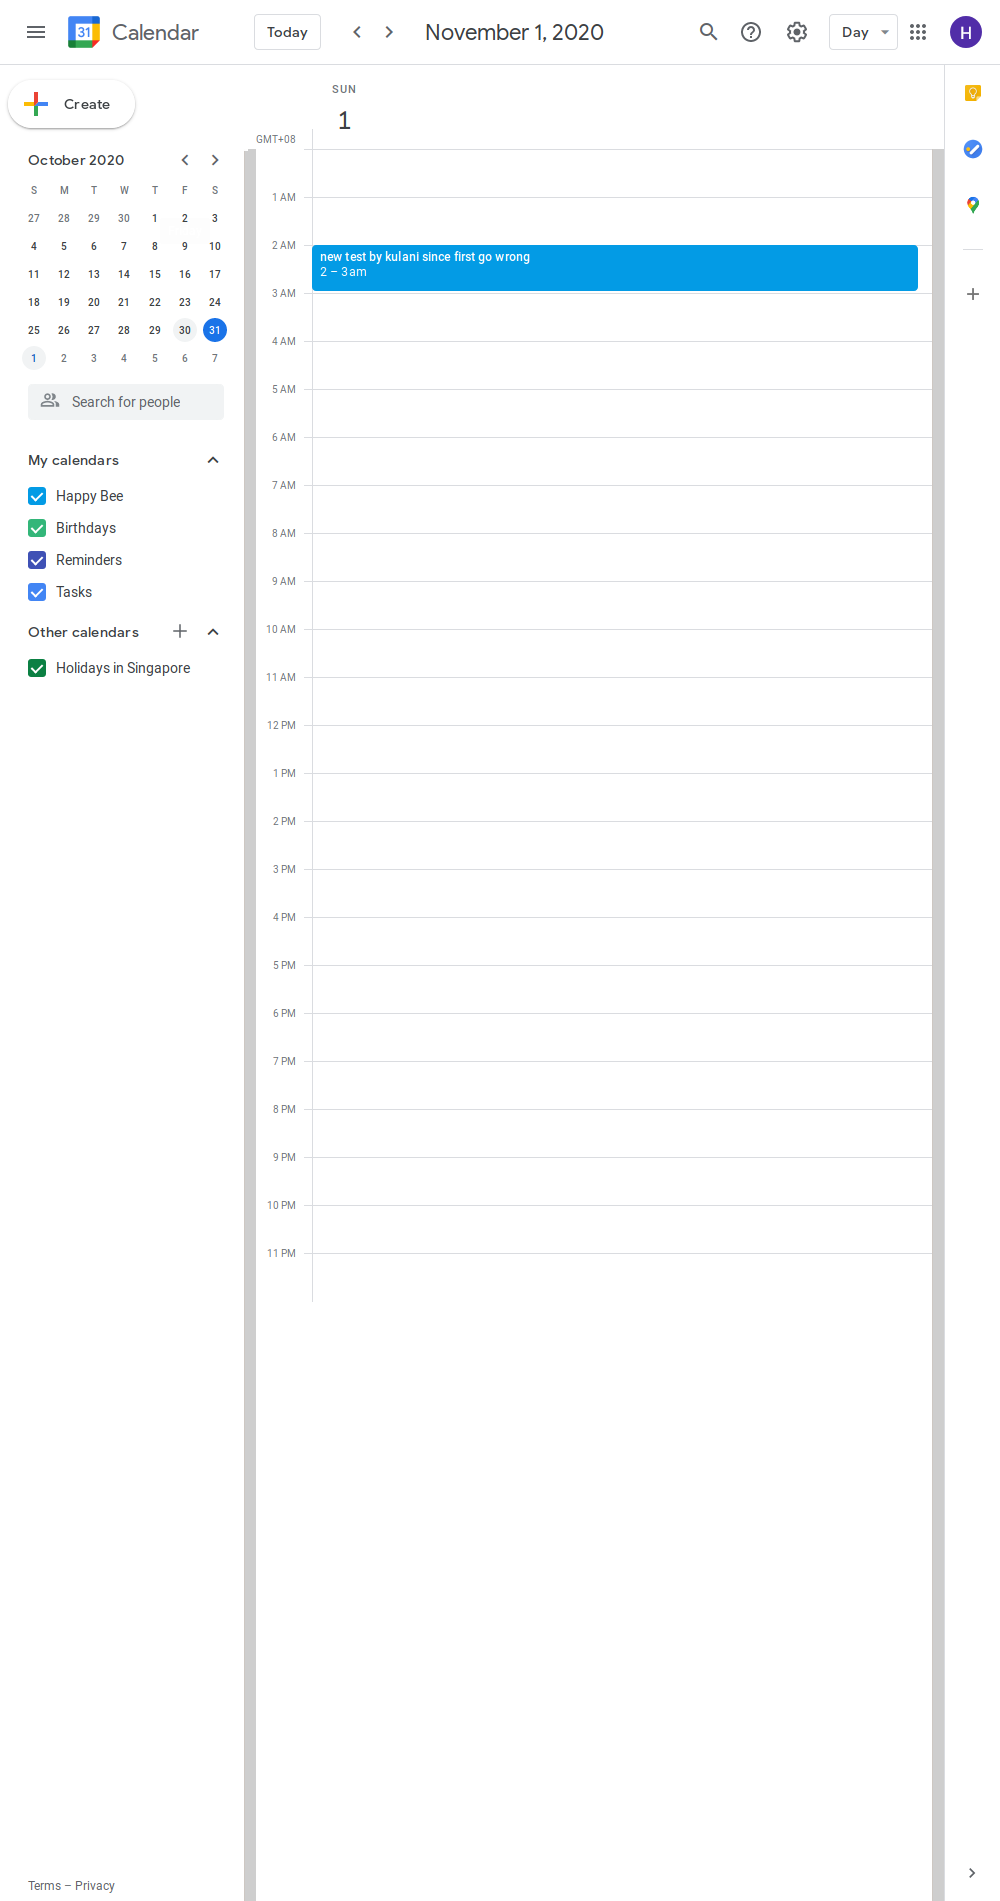 31 Calendar Today November 1, 2020 Day H
Create
October 2020
S M T W T F S
27 28 29 30 1 2 3
4 5 6 7 8 9 10
11 12 13 14 15 16 17
18 19 20 21 22 23 24
25 26 27 28 29 30 31
1 2 3 4 5 6 7
Search for people
My calendars
Happy Bee
Birthdays
Reminders
Tasks
Other calendars
Holidays in Singapore
Terms – Privacy
SUN
1
GMT+08
1 AM
2 AM
new test by kulani since first go wrong
2 – 3am
3 AM
4 AM
5 AM
6 AM
7 AM
8 AM
9 AM
10 AM
11 AM
12 PM
1 PM
2 PM
3 PM
4 PM
5 PM
6 PM
7 PM
8 PM
9 PM
10 PM
11 PM